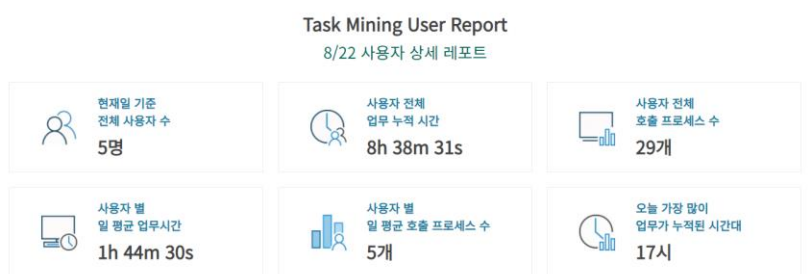 Task Mining User Report
8/22 사용자 상세 레포트
현재일 기준
전체 사용자 수
5명
사용자 전체
업무 누적 시간
8h 38m 31s
사용자 전체
호출 프로세스 수
29개
사용자 별
일 평균 업무시간
1h 44m 30s
사용자 별
일 평균 호출 프로세스 수
5개
오늘 가장 많이
업무가 누적된 시간대
17시